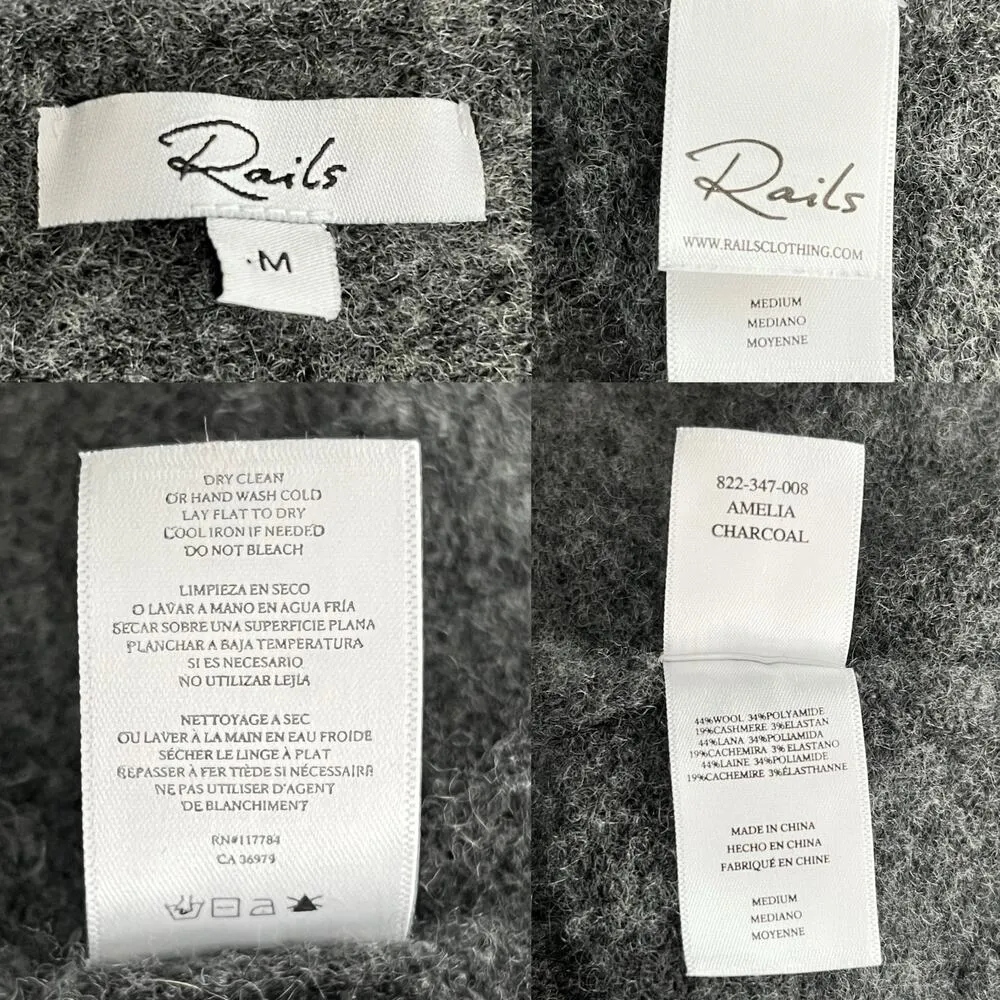 Rails
M
Rails
WWW.RAILSCLOTHING.COM
MEDIUM
MEDIANO
MOYENNE
DRY CLEAN
OR HAND WASH COLD
LAY FLAT TO DRY
COOL IRON IF NEEDED
DO NOT BLEACH
LIMPIEZA EN SECO
O LAVAR A MANO EN AGUA FRÍA
SECAR SOBRE UNA SUPERFICIE PLANA
PLANCHAR A BAJA TEMPERATURA
SI ES NECESARIO
NO UTILIZAR LEJÍA
NETTOYAGE A SEC
OU LAVER À LA MAIN EN EAU FROIDE
SÉCHER LE LINGE À PLAT
REPASSER À FER TIÈDE SI NÉCESSAIRE
NE PAS UTILISER D'AGENT
DE BLANCHIMENT
RN#117784
CA 36979
822-347-008
AMELIA
CHARCOAL
44%WOOL 34%POLYAMIDE
19%CASHMERE 3%ELASTAN
44%LANA 34%POLIAMIDA
19%CACHEMIRA 3%ELASTANO
44%LAINE 34%POLIAMIDE
19%CACHEMIRE 3%ÉLASTHANNE
MADE IN CHINA
HECHO EN CHINA
FABRIQUÉ EN CHINE
MEDIUM
MEDIANO
MOYENNE